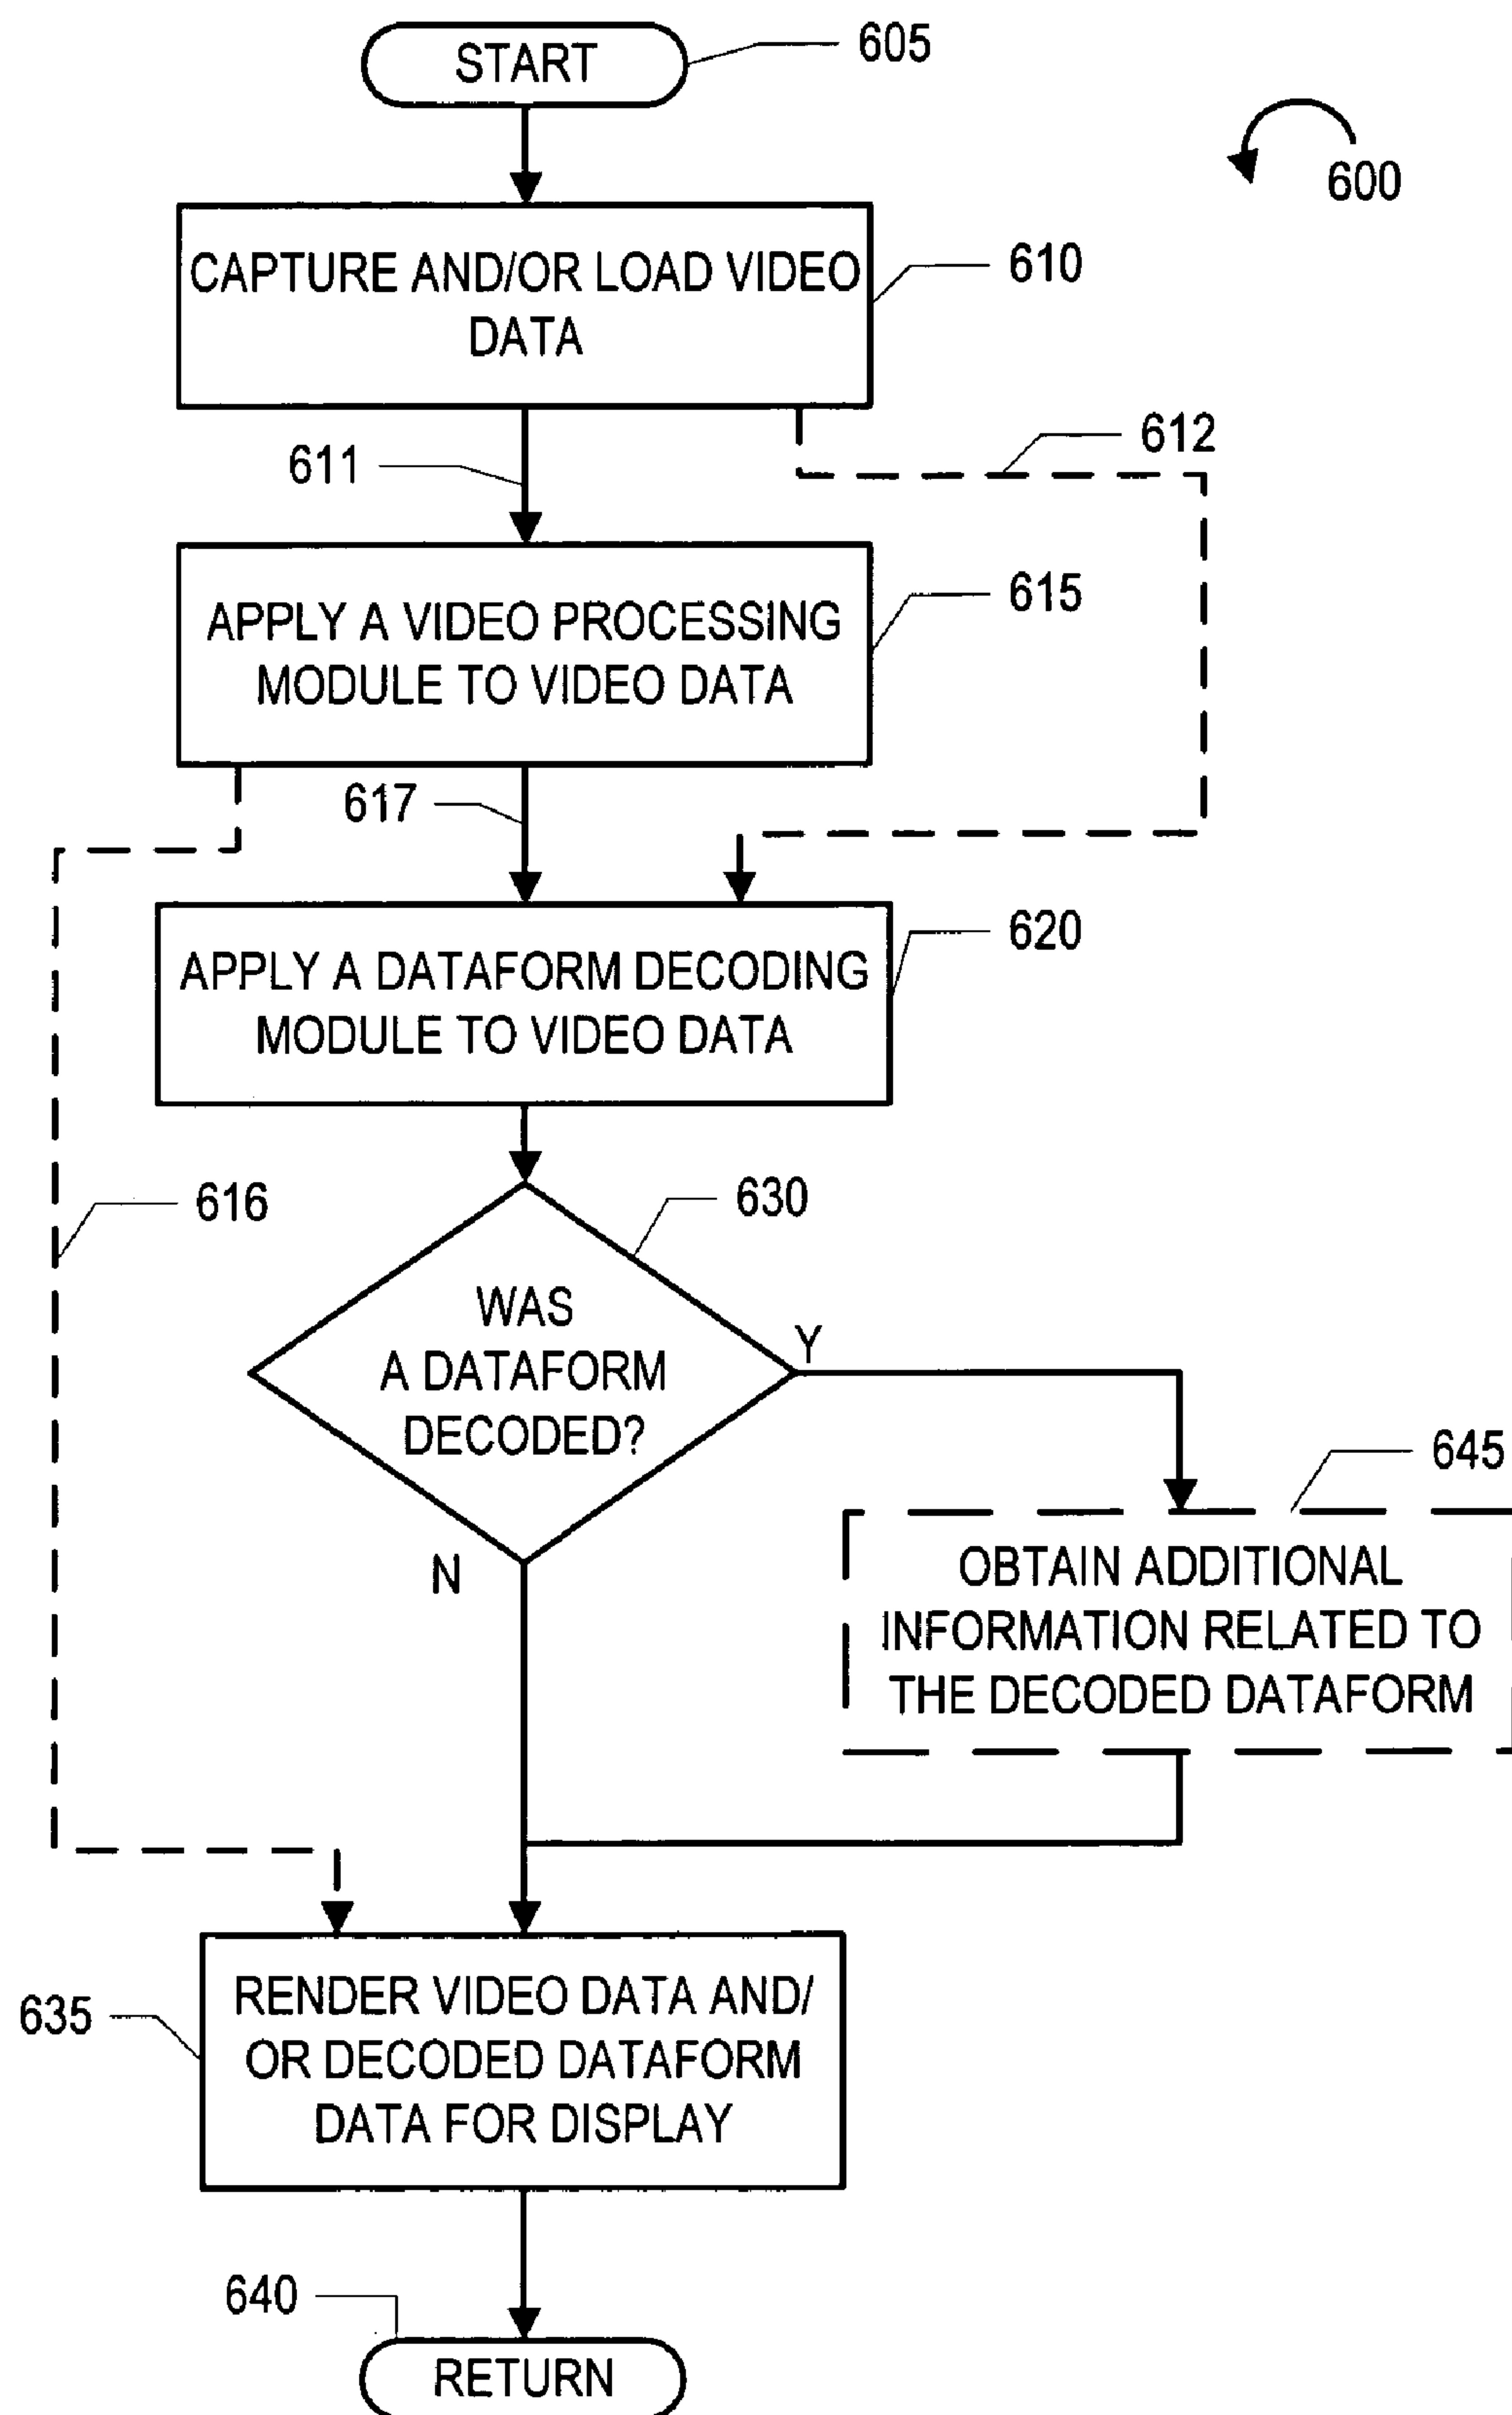 START
605
600
CAPTURE AND/OR LOAD VIDEO
DATA
610
611
612
APPLY A VIDEO PROCESSING
MODULE TO VIDEO DATA
615
617
APPLY A DATAFORM DECODING
MODULE TO VIDEO DATA
620
616
630
WAS
A DATAFORM
DECODED?
Y
N
645
OBTAIN ADDITIONAL
INFORMATION RELATED TO
THE DECODED DATAFORM
635
RENDER VIDEO DATA AND/
OR DECODED DATAFORM
DATA FOR DISPLAY
640
RETURN